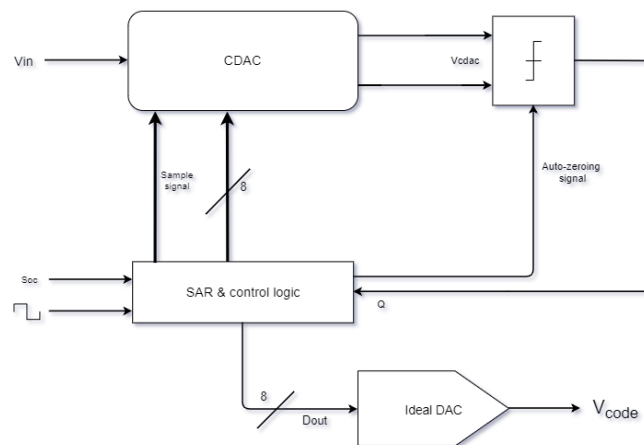 CDAC
Vin
Vcdac
Sample
signal
8
Auto-zeroing
signal
Soc
SAR & control logic
Q
8
Dout
Ideal DAC
Vcode